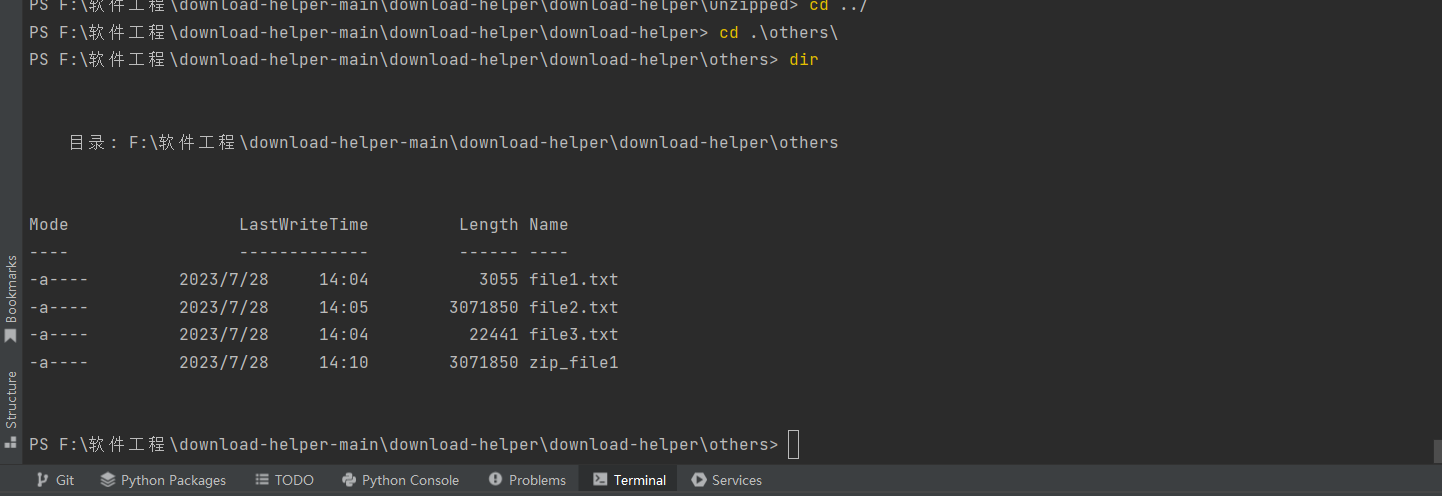 PS F:\软件工程\download-helper-main\download-helper\download-helper\unzipped> cd ../
PS F:\软件工程\download-helper-main\download-helper\download-helper> cd .\others\
PS F:\软件工程\download-helper-main\download-helper\download-helper\others> dir
目录: F:\软件工程\download-helper-main\download-helper\download-helper\others
Mode                 LastWriteTime         Length Name
----                 -------------         ------ ----
-a----         2023/7/28     14:04           3055 file1.txt
-a----         2023/7/28     14:05        3071850 file2.txt
-a----         2023/7/28     14:04          22441 file3.txt
-a----         2023/7/28     14:10        3071850 zip_file1
PS F:\软件工程\download-helper-main\download-helper\download-helper\others>
Bookmarks
Structure
Git Python Packages TODO Python Console Problems Terminal Services